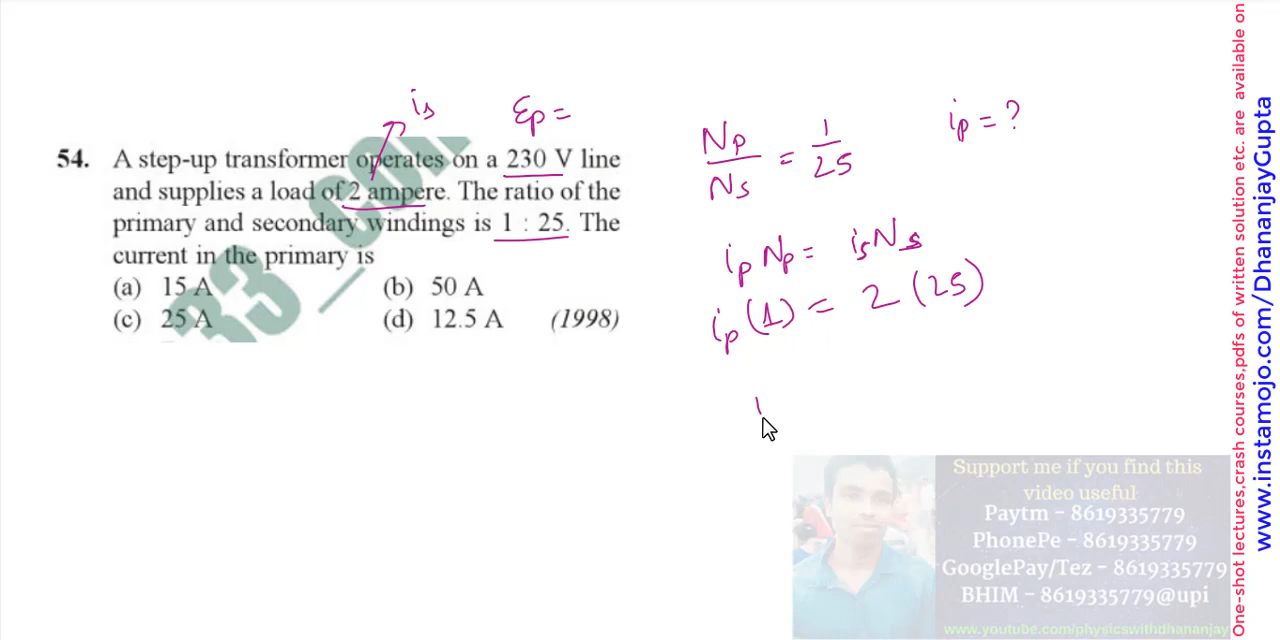 is
εp =
54. A step-up transformer operates on a 230 V line
and supplies a load of 2 ampere. The ratio of the
primary and secondary windings is 1 : 25. The
current in the primary is
(a) 15 A (b) 50 A
(c) 25 A (d) 12.5 A (1998)
Np/Ns = 1/25
ip = ?
ip Np = is Ns
ip (1) = 2 (25)
Support me if you find this
video useful
Paytm - 8619335779
PhonePe - 8619335779
GooglePay/Tez - 8619335779
BHIM - 8619335779@upi
www.youtube.com/physicswithdhananjay
One-shot lectures,crash courses,pdfs of written solution etc. are available on
www.instamojo.com/DhananjayGupta